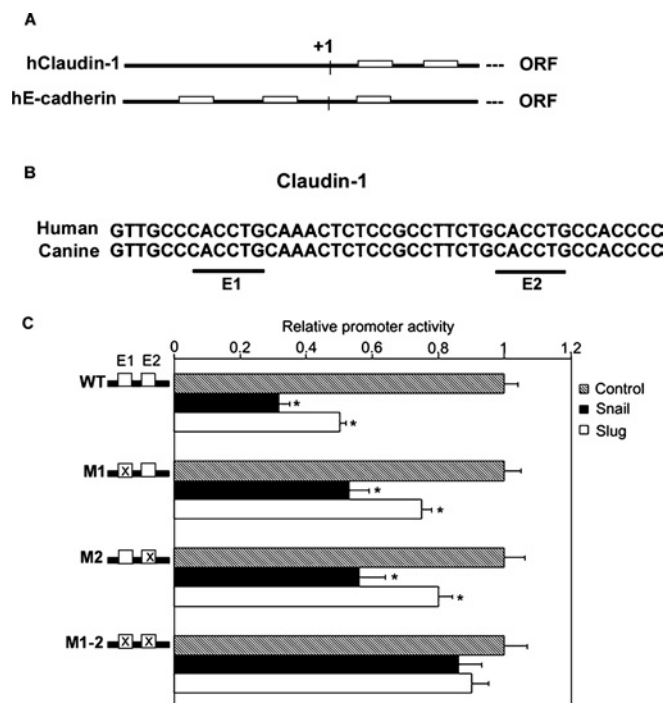 A
+1
hClaudin-1 --- ORF
hE-cadherin --- ORF
B
Claudin-1
Human GTTGCCCACCTGCAAACTCTCCGCCTTCTGCACCTGCCACCCC
Canine GTTGCCCACCTGCAAACTCTCCGCCTTCTGCACCTGCCACCCC
E1 E2
C
Relative promoter activity
0 0,2 0,4 0,6 0,8 1 1,2
E1 E2
WT
*
*
Control
Snail
Slug
M1
X
*
*
M2
X
*
*
M1-2
X X